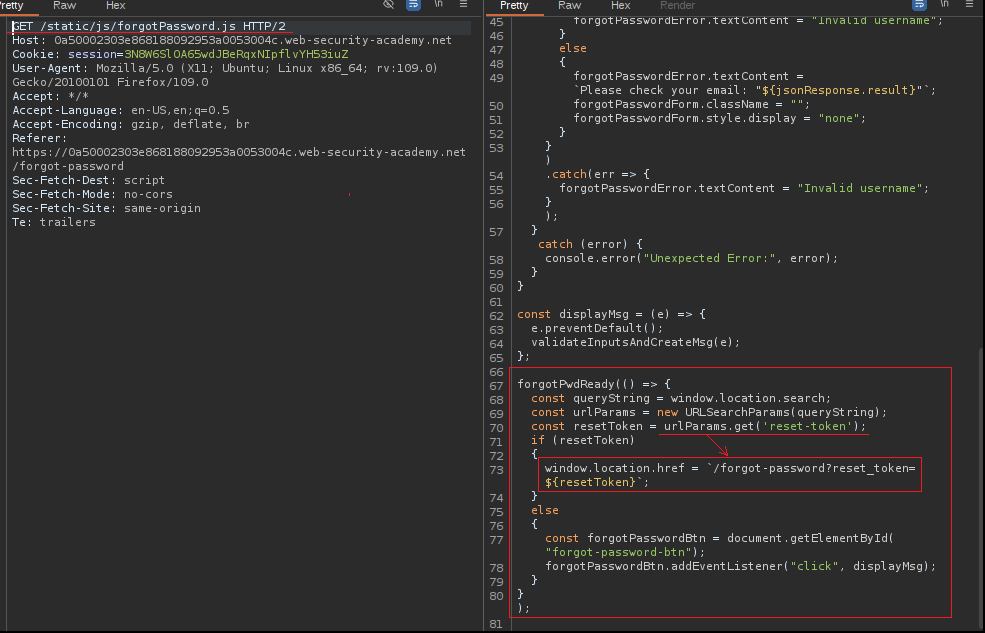 Pretty Raw Hex \n
GET /static/js/forgotPassword.js HTTP/2
Host: 0a50002303e868188092953a0053004c.web-security-academy.net
Cookie: session=3N8W6SlOA65wdJBeRqxNIpflvYH53iuZ
User-Agent: Mozilla/5.0 (X11; Ubuntu; Linux x86_64; rv:109.0)
Gecko/20100101 Firefox/109.0
Accept: */*
Accept-Language: en-US,en;q=0.5
Accept-Encoding: gzip, deflate, br
Referer:
https://0a50002303e868188092953a0053004c.web-security-academy.net
/forgot-password
Sec-Fetch-Dest: script
Sec-Fetch-Mode: no-cors
Sec-Fetch-Site: same-origin
Te: trailers
Pretty Raw Hex Render \n
45 forgotPasswordError.textContent = "Invalid username";
46 }
47 else
48 {
49 forgotPasswordError.textContent =
`Please check your email: "${jsonResponse.result}"`;
50 forgotPasswordForm.className = "";
51 forgotPasswordForm.style.display = "none";
52 }
53 }
)
54 .catch(err => {
55 forgotPasswordError.textContent = "Invalid username";
56 }
);
57 }
catch (error) {
58 console.error("Unexpected Error:", error);
59 }
60 }
61
62 const displayMsg = (e) => {
63 e.preventDefault();
64 validateInputsAndCreateMsg(e);
65 };
66
67 forgotPwdReady(() => {
68 const queryString = window.location.search;
69 const urlParams = new URLSearchParams(queryString);
70 const resetToken = urlParams.get('reset-token');
71 if (resetToken)
72 {
73 window.location.href = `/forgot-password?reset_token=
${resetToken}`;
74 }
75 else
76 {
77 const forgotPasswordBtn = document.getElementById(
"forgot-password-btn");
78 forgotPasswordBtn.addEventListener("click", displayMsg);
79 }
80 }
);
81